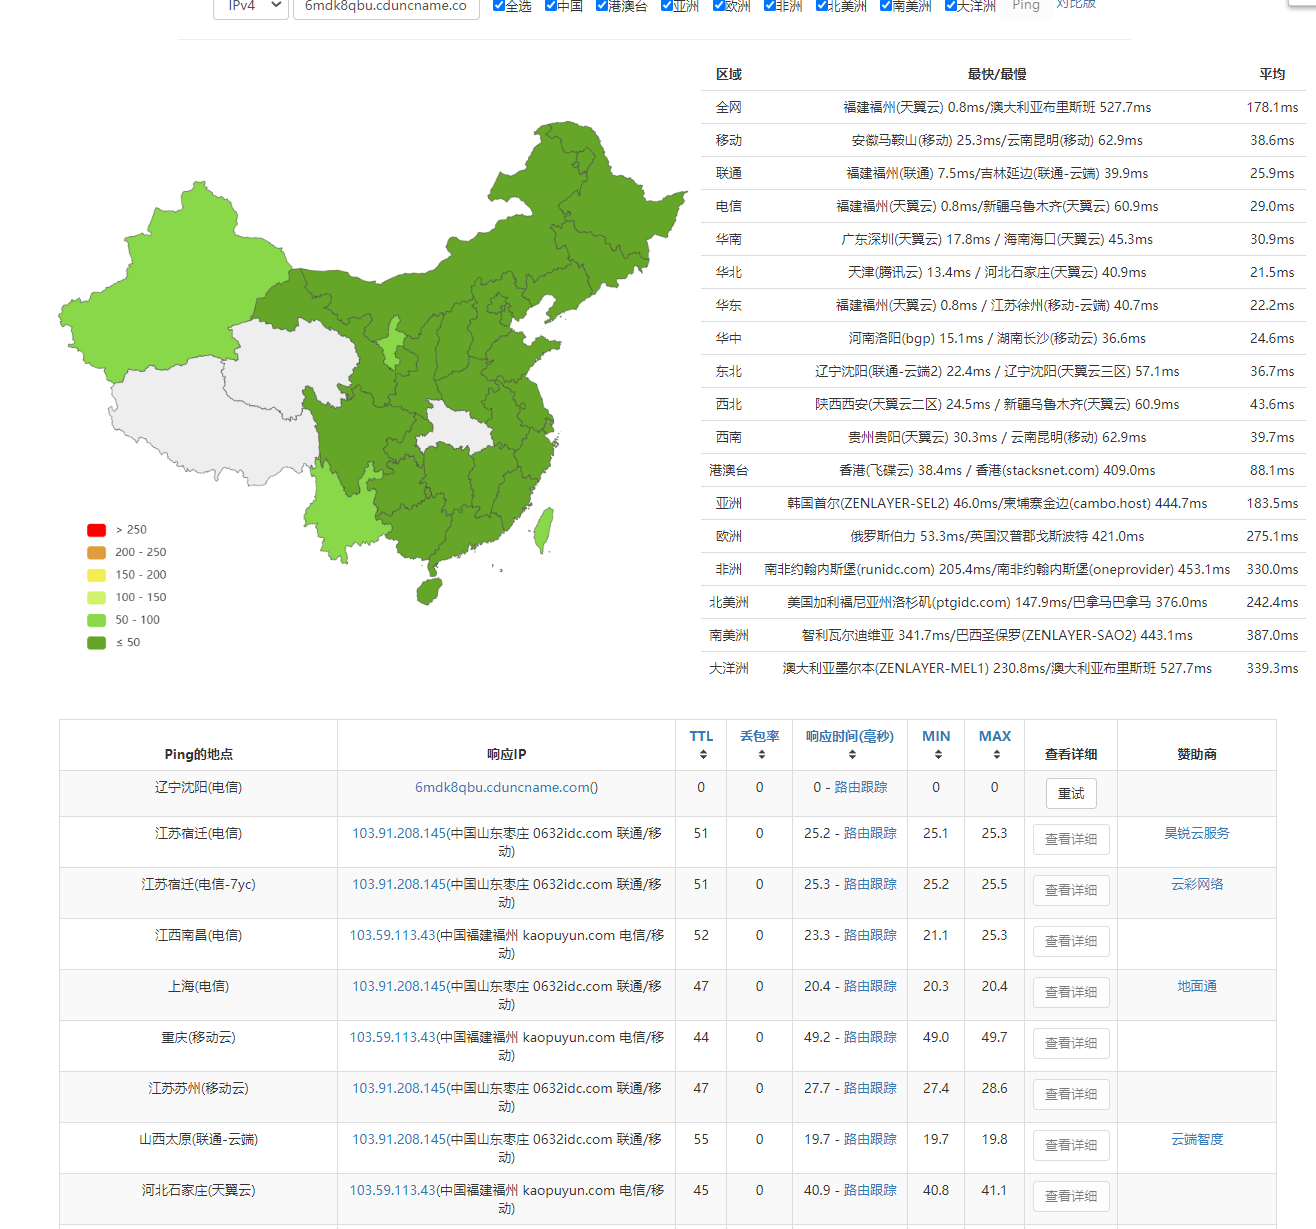 IPv4 6mdk8qbu.cduncname.co 全选 中国 港澳台 亚洲 欧洲 非洲 北美洲 南美洲 大洋洲 Ping 对比版
区域 最快/最慢 平均
全网 福建福州(天翼云) 0.8ms/澳大利亚布里斯班 527.7ms 178.1ms
移动 安徽马鞍山(移动) 25.3ms/云南昆明(移动) 62.9ms 38.6ms
联通 福建福州(联通) 7.5ms/吉林延边(联通-云端) 39.9ms 25.9ms
电信 福建福州(天翼云) 0.8ms/新疆乌鲁木齐(天翼云) 60.9ms 29.0ms
华南 广东深圳(天翼云) 17.8ms / 海南海口(天翼云) 45.3ms 30.9ms
华北 天津(腾讯云) 13.4ms / 河北石家庄(天翼云) 40.9ms 21.5ms
华东 福建福州(天翼云) 0.8ms / 江苏徐州(移动-云端) 40.7ms 22.2ms
华中 河南洛阳(bgp) 15.1ms / 湖南长沙(移动云) 36.6ms 24.6ms
东北 辽宁沈阳(联通-云端2) 22.4ms / 辽宁沈阳(天翼云三区) 57.1ms 36.7ms
西北 陕西西安(天翼云二区) 24.5ms / 新疆乌鲁木齐(天翼云) 60.9ms 43.6ms
西南 贵州贵阳(天翼云) 30.3ms / 云南昆明(移动) 62.9ms 39.7ms
港澳台 香港(飞碟云) 38.4ms / 香港(stacksnet.com) 409.0ms 88.1ms
亚洲 韩国首尔(ZENLAYER-SEL2) 46.0ms/柬埔寨金边(cambo.host) 444.7ms 183.5ms
欧洲 俄罗斯伯力 53.3ms/英国汉普郡戈斯波特 421.0ms 275.1ms
非洲 南非约翰内斯堡(runidc.com) 205.4ms/南非约翰内斯堡(oneprovider) 453.1ms 330.0ms
北美洲 美国加利福尼亚州洛杉矶(ptgidc.com) 147.9ms/巴拿马巴拿马 376.0ms 242.4ms
南美洲 智利瓦尔迪维亚 341.7ms/巴西圣保罗(ZENLAYER-SAO2) 443.1ms 387.0ms
大洋洲 澳大利亚墨尔本(ZENLAYER-MEL1) 230.8ms/澳大利亚布里斯班 527.7ms 339.3ms
> 250
200 - 250
150 - 200
100 - 150
50 - 100
≤ 50
Ping的地点 响应IP TTL 丢包率 响应时间(毫秒) MIN MAX 查看详细 赞助商
辽宁沈阳(电信) 6mdk8qbu.cduncname.com() 0 0 0 - 路由跟踪 0 0 重试
江苏宿迁(电信) 103.91.208.145(中国山东枣庄 0632idc.com 联通/移 51 0 25.2 - 路由跟踪 25.1 25.3 查看详细 昊锐云服务
动)
江苏宿迁(电信-7yc) 103.91.208.145(中国山东枣庄 0632idc.com 联通/移 51 0 25.3 - 路由跟踪 25.2 25.5 查看详细 云彩网络
动)
江西南昌(电信) 103.59.113.43(中国福建福州 kaopuyun.com 电信/移 52 0 23.3 - 路由跟踪 21.1 25.3 查看详细
动)
上海(电信) 103.91.208.145(中国山东枣庄 0632idc.com 联通/移 47 0 20.4 - 路由跟踪 20.3 20.4 查看详细 地面通
动)
重庆(移动云) 103.59.113.43(中国福建福州 kaopuyun.com 电信/移 44 0 49.2 - 路由跟踪 49.0 49.7 查看详细
动)
江苏苏州(移动云) 103.91.208.145(中国山东枣庄 0632idc.com 联通/移 47 0 27.7 - 路由跟踪 27.4 28.6 查看详细
动)
山西太原(联通-云端) 103.91.208.145(中国山东枣庄 0632idc.com 联通/移 55 0 19.7 - 路由跟踪 19.7 19.8 查看详细 云端智度
动)
河北石家庄(天翼云) 103.59.113.43(中国福建福州 kaopuyun.com 电信/移 45 0 40.9 - 路由跟踪 40.8 41.1 查看详细
动)